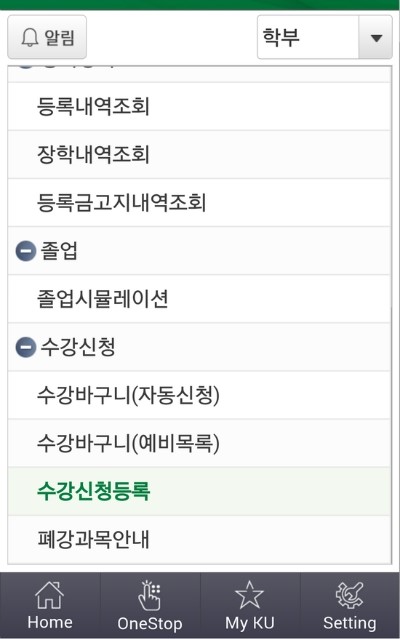 알림
학부
등록내역조회
장학내역조회
등록금고지내역조회
졸업
졸업시뮬레이션
수강신청
수강바구니(자동신청)
수강바구니(예비목록)
수강신청등록
폐강과목안내
Home OneStop My KU Setting